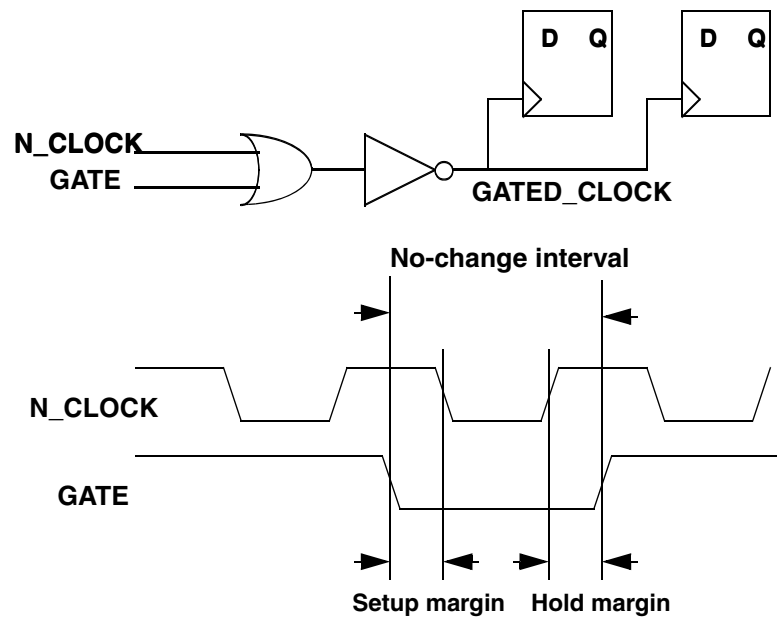 D Q
D Q
N_CLOCK
GATE
GATED_CLOCK
No-change interval
N_CLOCK
GATE
Setup margin
Hold margin